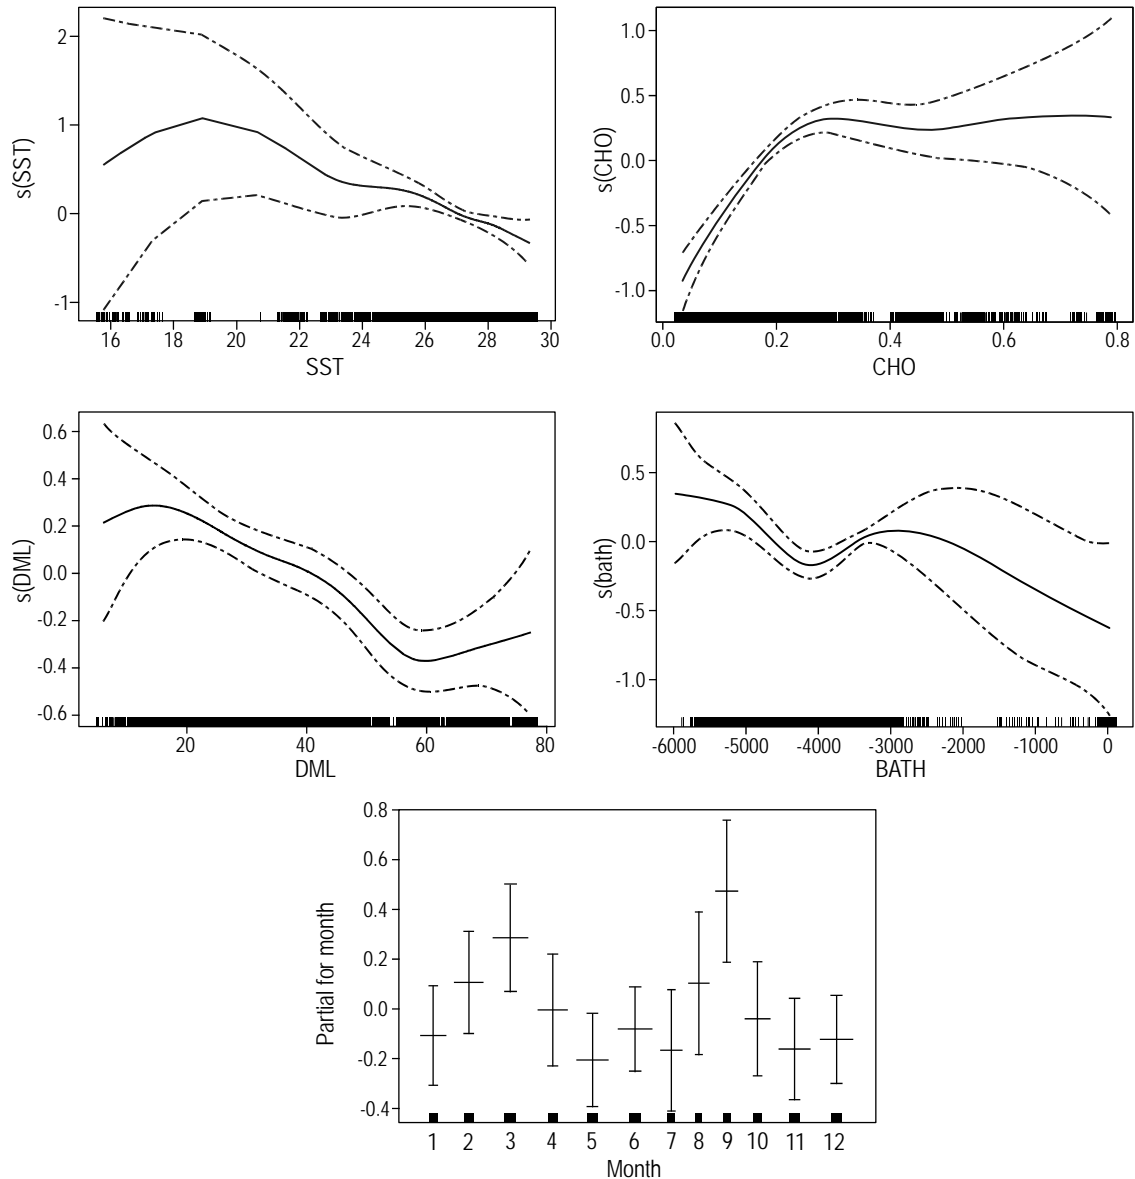 s(SST)
2
1
0
-1
16 18 20 22 24 26 28 30
SST
s(CHO)
1.0
0.5
0.0
-0.5
-1.0
0.0 0.2 0.4 0.6 0.8
CHO
s(DML)
0.6
0.4
0.2
0.0
-0.2
-0.4
-0.6
20 40 60 80
DML
s(bath)
0.5
0.0
-0.5
-1.0
-6000 -5000 -4000 -3000 -2000 -1000 0
BATH
Partial for month
0.8
0.6
0.4
0.2
0.0
-0.2
-0.4
1 2 3 4 5 6 7 8 9 10 11 12
Month